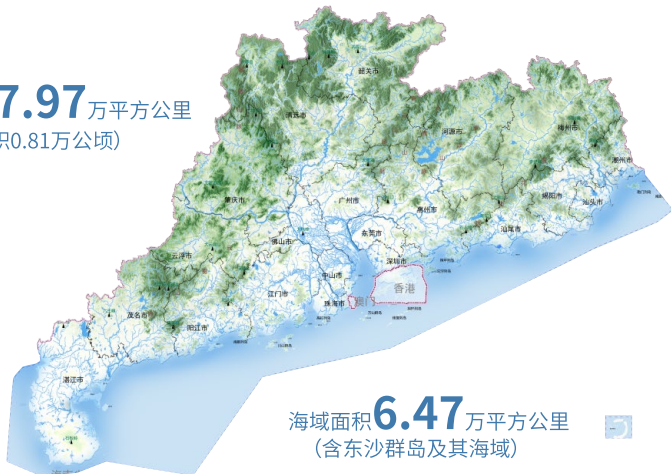 韶关市
7.97万平方公里
清远市
河源市
梅州市
积0.81万公顷）
潮州市
揭阳市
肇庆市
广州市
惠州市
汕头市
东莞市
汕尾市
佛山市
云浮市
深圳市
中山市
香港
江门市
珠海市
澳门
茂名市
阳江市
湛江市
海域面积6.47万平方公里
（含东沙群岛及其海域）